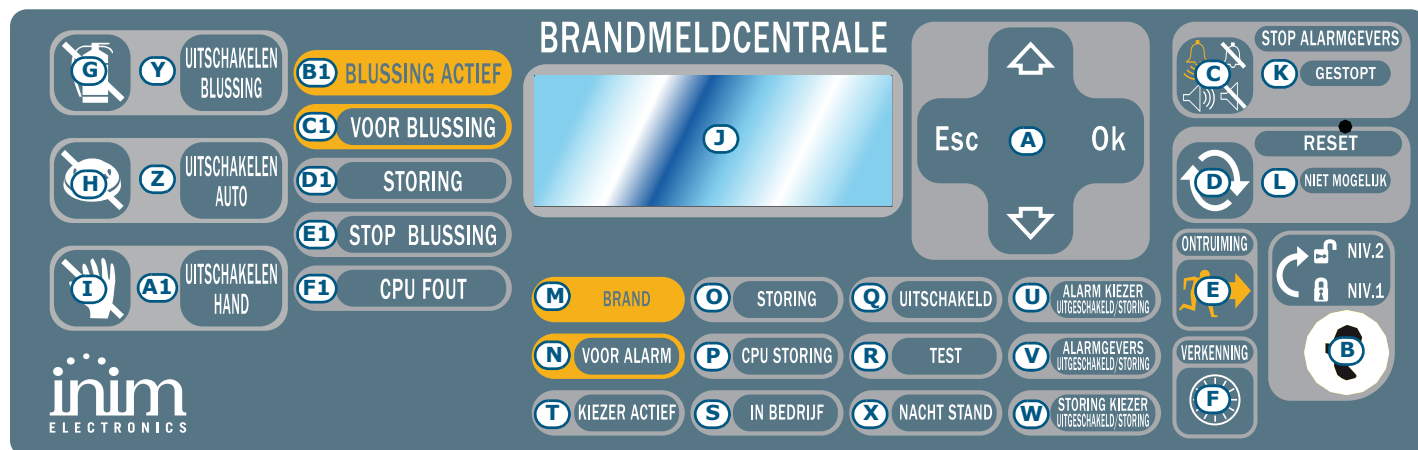 G
Y
UITSCHAKELEN
BLUSSING
H
Z
UITSCHAKELEN
AUTO
I
A1
UITSCHAKELEN
HAND
inim
ELECTRONICS
B1 BLUSSING ACTIEF
C1 VOOR BLUSSING
D1 STORING
E1 STOP BLUSSING
F1 CPU FOUT
BRANDMELDCENTRALE
J
Esc A Ok
M BRAND
O STORING
Q UITSCHAKELD
U ALARM KIEZER
UITGESCHAKELD/STORING
N VOOR ALARM
P CPU STORING
R TEST
V ALARMGEVERS
UITGESCHAKELD/STORING
T KIEZER ACTIEF
S IN BEDRIJF
X NACHT STAND
W STORING KIEZER
UITGESCHAKELD/STORING
STOP ALARMGEVERS
C
K GESTOPT
RESET
D
L NIET MOGELIJK
ONTRUIMING
E
VERKENNING
F
NIV.2
NIV.1
B